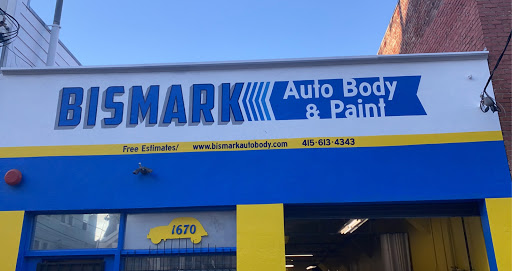 BISMARK
Auto Body
& Paint
Free Estimates/ www.bismarkautobody.com 415·613·4343
1670